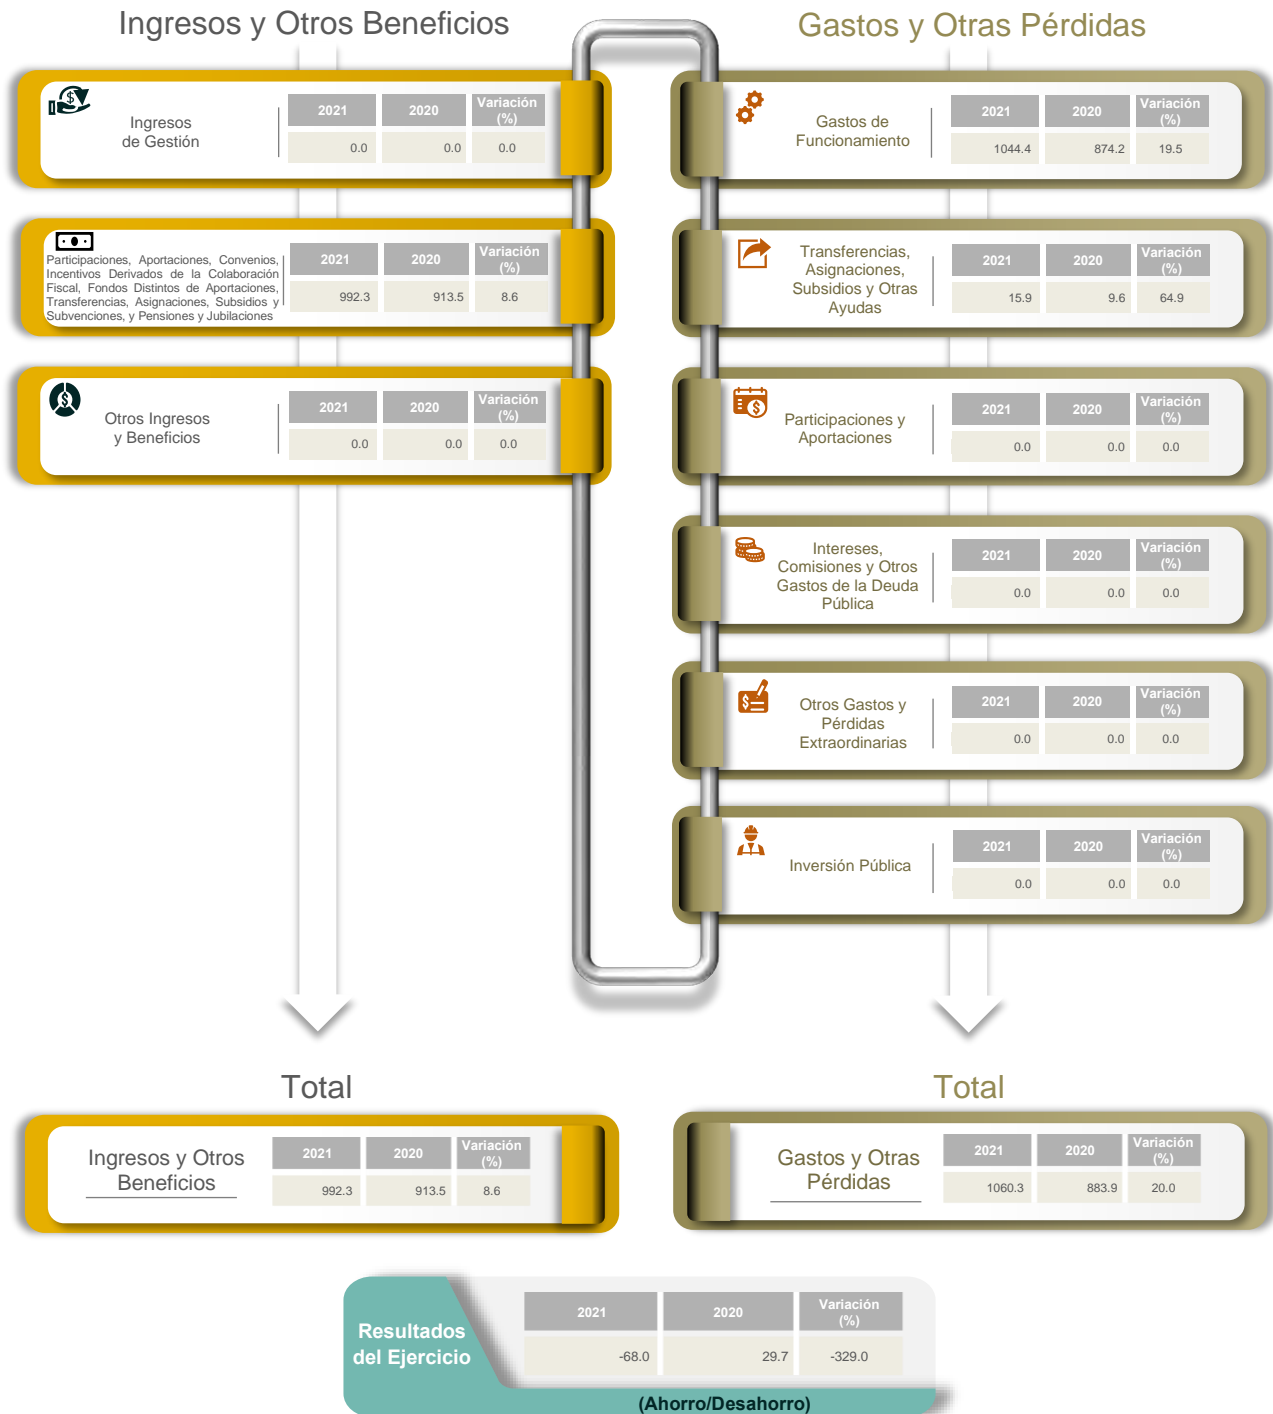 Ingresos y Otros Beneficios
Ingresos
de Gestión
2021 2020 Variación
(%)
0.0 0.0 0.0
Participaciones, Aportaciones, Convenios,
Incentivos Derivados de la Colaboración
Fiscal, Fondos Distintos de Aportaciones,
Transferencias, Asignaciones, Subsidios y
Subvenciones, y Pensiones y Jubilaciones
2021 2020 Variación
(%)
992.3 913.5 8.6
Otros Ingresos
y Beneficios
2021 2020 Variación
(%)
0.0 0.0 0.0
Total
Ingresos y Otros
Beneficios
2021 2020 Variación
(%)
992.3 913.5 8.6
Gastos y Otras Pérdidas
Gastos de
Funcionamiento
2021 2020 Variación
(%)
1044.4 874.2 19.5
Transferencias,
Asignaciones,
Subsidios y Otras
Ayudas
2021 2020 Variación
(%)
15.9 9.6 64.9
Participaciones y
Aportaciones
2021 2020 Variación
(%)
0.0 0.0 0.0
Intereses,
Comisiones y Otros
Gastos de la Deuda
Pública
2021 2020 Variación
(%)
0.0 0.0 0.0
Otros Gastos y
Pérdidas
Extraordinarias
2021 2020 Variación
(%)
0.0 0.0 0.0
Inversión Pública
2021 2020 Variación
(%)
0.0 0.0 0.0
Total
Gastos y Otras
Pérdidas
2021 2020 Variación
(%)
1060.3 883.9 20.0
Resultados
del Ejercicio
2021 2020 Variación
(%)
-68.0 29.7 -329.0
(Ahorro/Desahorro)